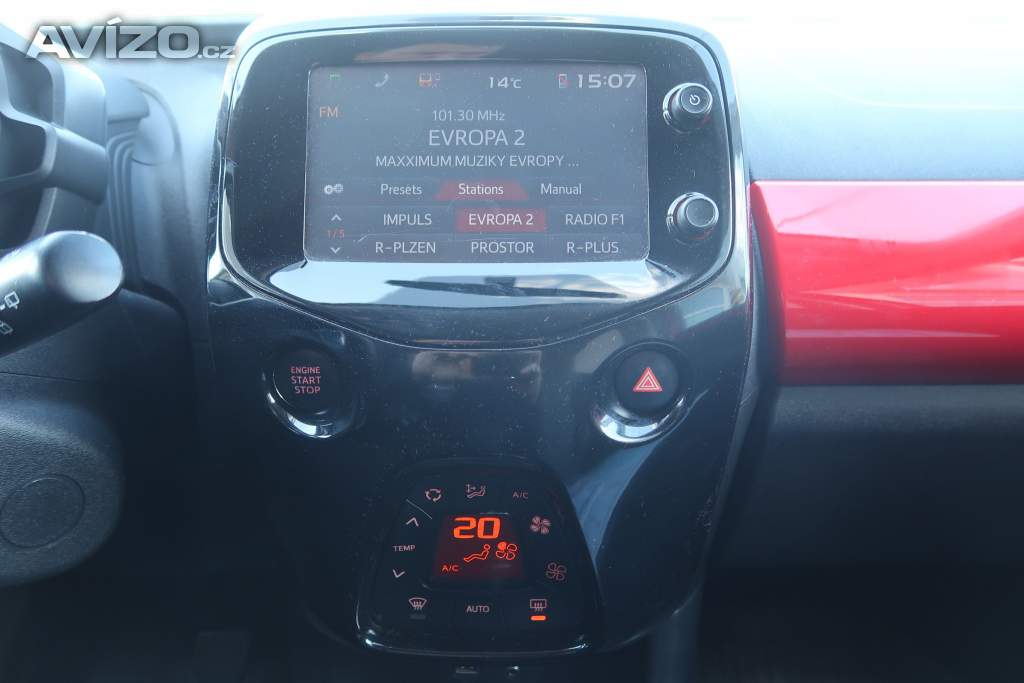 AVÍZO.cz
14°C
15:07
FM
101.30 MHz
EVROPA 2
MAXXIMUM MUZIKY EVROPY ...
Presets Stations Manual
IMPULS EVROPA 2 RADIO F1
1/5
R-PLZEN PROSTOR R-PLUS
ENGINE
START
STOP
A/C
20
TEMP
A/C
AUTO